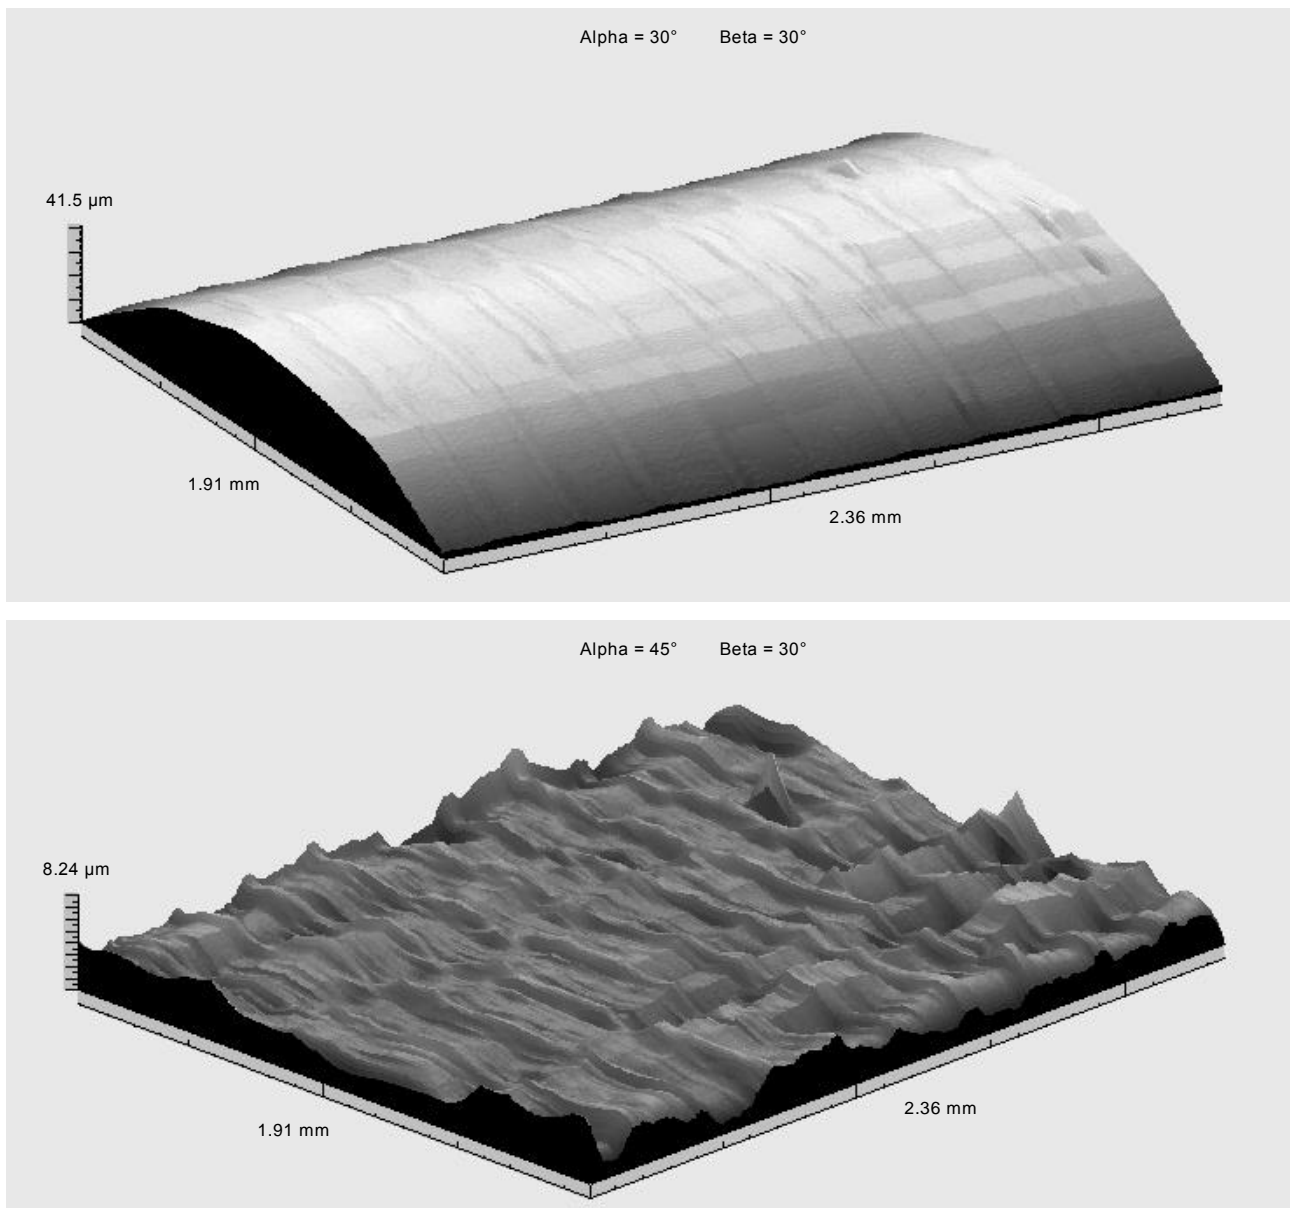 Alpha = 30° Beta = 30°
41.5 µm
1.91 mm
2.36 mm
Alpha = 45° Beta = 30°
8.24 µm
1.91 mm
2.36 mm